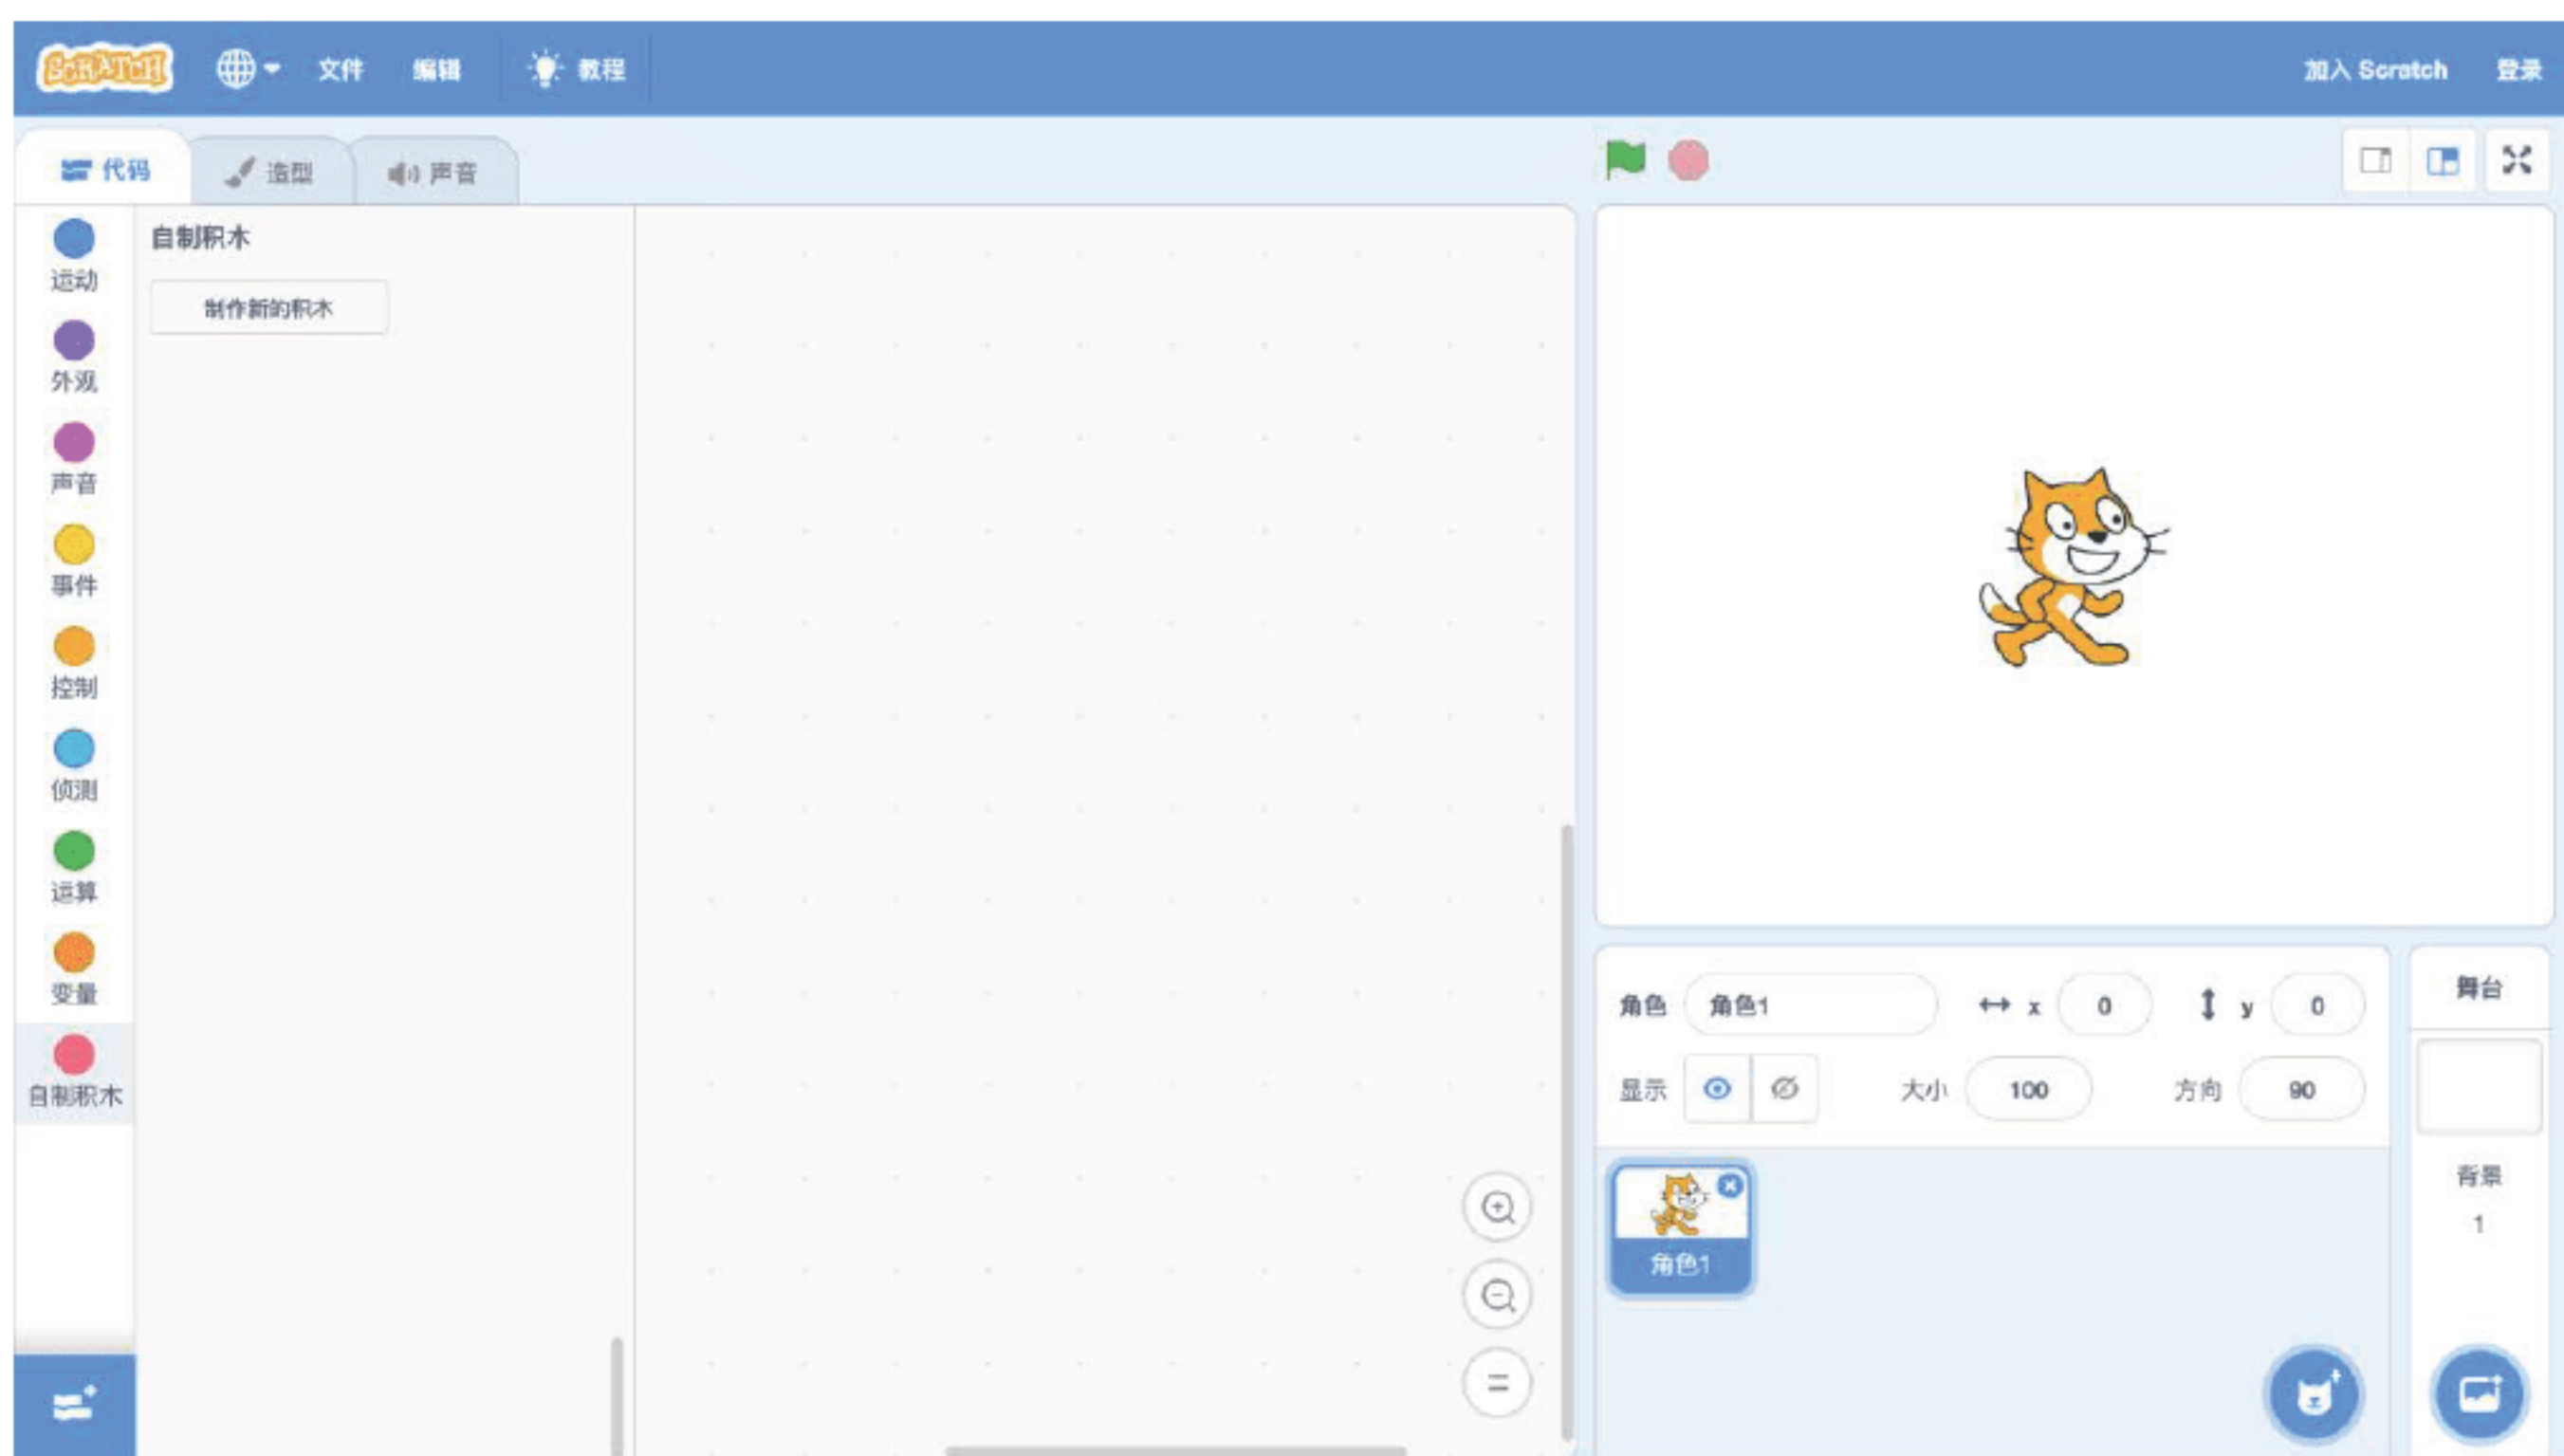 SCRATCH 文件 编辑 教程 加入 Scratch 登录
代码 造型 声音
自制积木
制作新的积木
运动
外观
声音
事件
控制
侦测
运算
变量
自制积木
角色 角色1 x 0 y 0
显示 大小 100 方向 90
角色1
舞台
背景
1